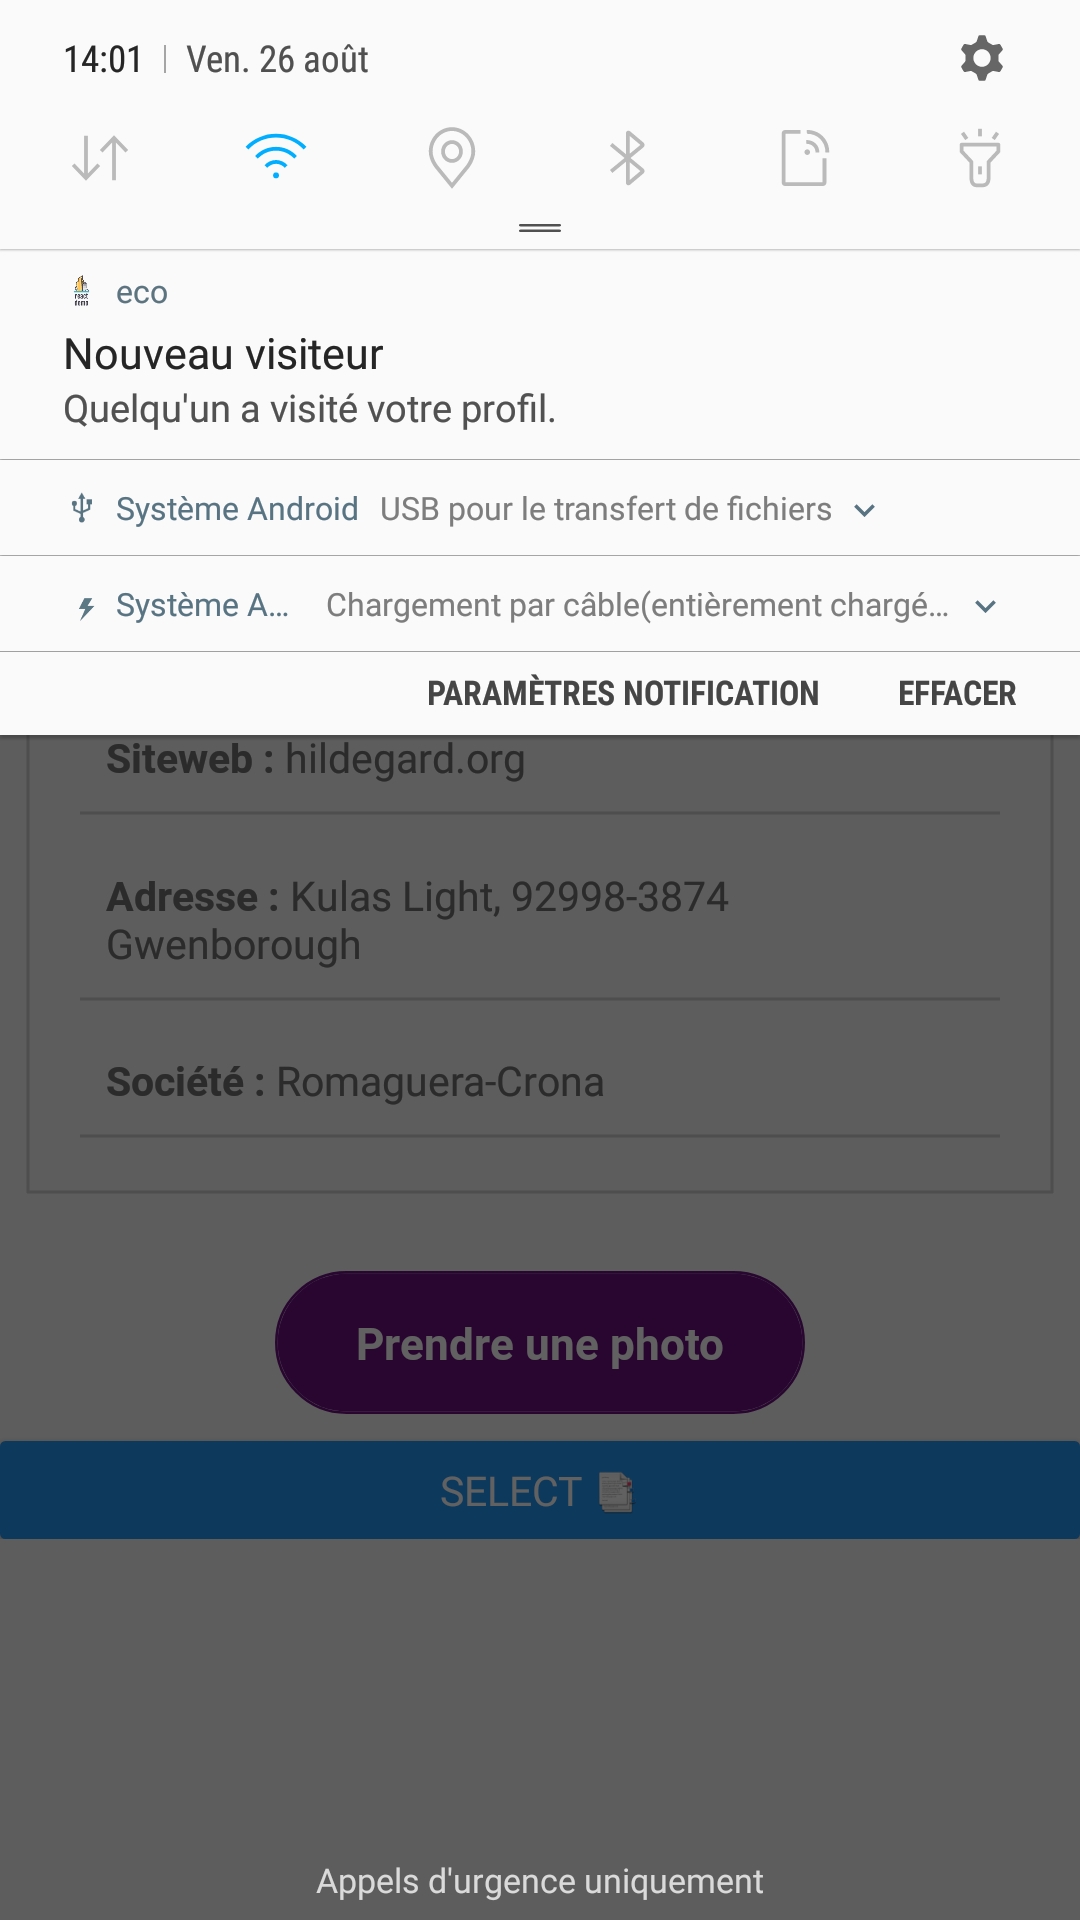 14:01 | Ven. 26 août
eco
Nouveau visiteur
Quelqu'un a visité votre profil.
Système Android USB pour le transfert de fichiers
Système A... Chargement par câble(entièrement chargé...
PARAMÈTRES NOTIFICATION EFFACER
Siteweb : hildegard.org
Adresse : Kulas Light, 92998-3874
Gwenborough
Société : Romaguera-Crona
Prendre une photo
SELECT
Appels d'urgence uniquement